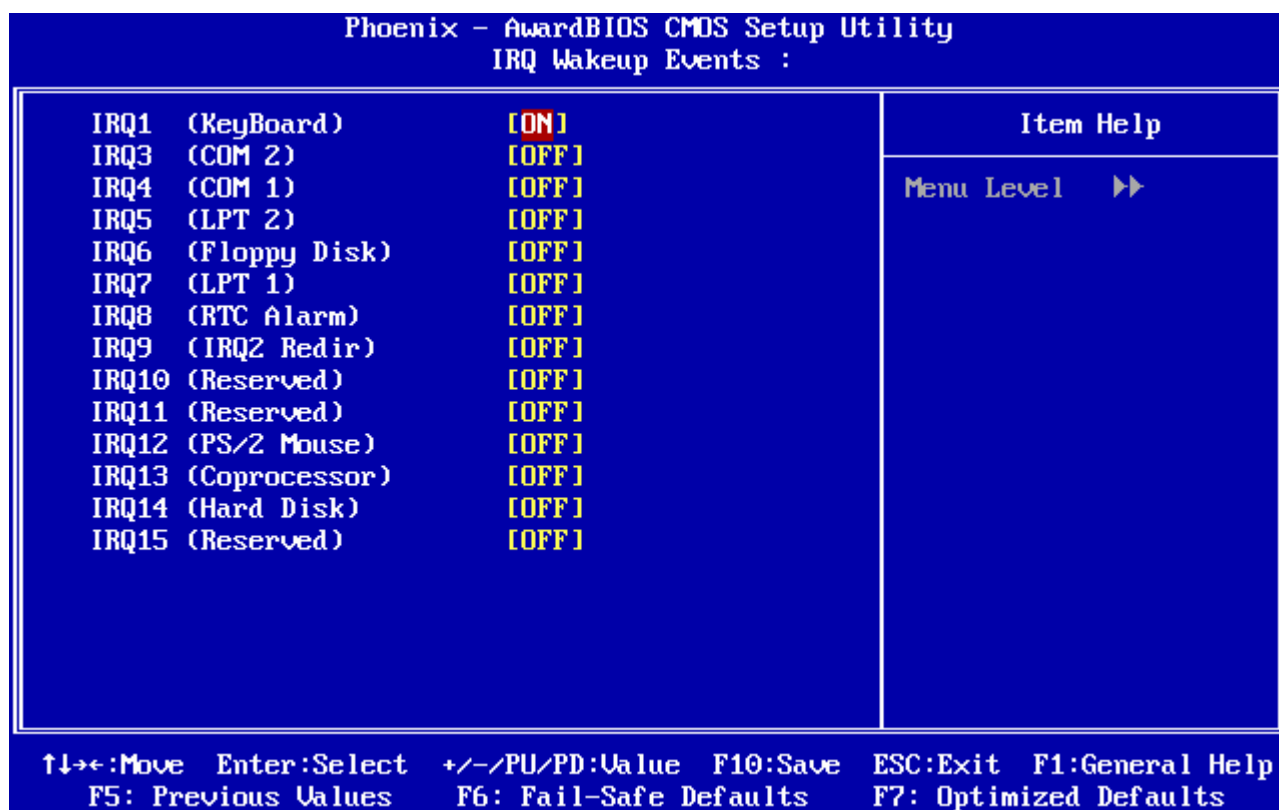 Phoenix - AwardBIOS CMOS Setup Utility
IRQ Wakeup Events :
IRQ1 (KeyBoard) [ON]
IRQ3 (COM 2) [OFF]
IRQ4 (COM 1) [OFF]
IRQ5 (LPT 2) [OFF]
IRQ6 (Floppy Disk) [OFF]
IRQ7 (LPT 1) [OFF]
IRQ8 (RTC Alarm) [OFF]
IRQ9 (IRQ2 Redir) [OFF]
IRQ10 (Reserved) [OFF]
IRQ11 (Reserved) [OFF]
IRQ12 (PS/2 Mouse) [OFF]
IRQ13 (Coprocessor) [OFF]
IRQ14 (Hard Disk) [OFF]
IRQ15 (Reserved) [OFF]
Item Help
Menu Level ▶▶
↑↓→←:Move Enter:Select +/-/PU/PD:Value F10:Save ESC:Exit F1:General Help
F5: Previous Values F6: Fail-Safe Defaults F7: Optimized Defaults